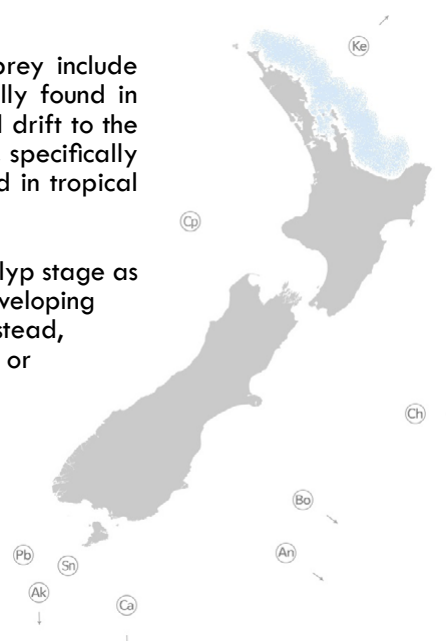 prey include
lly found in
l drift to the
specifically
d in tropical
lyp stage as
veloping
stead,
or
Ke
Cp
Ch
Bo
An
Pb
Sn
Ak
Ca